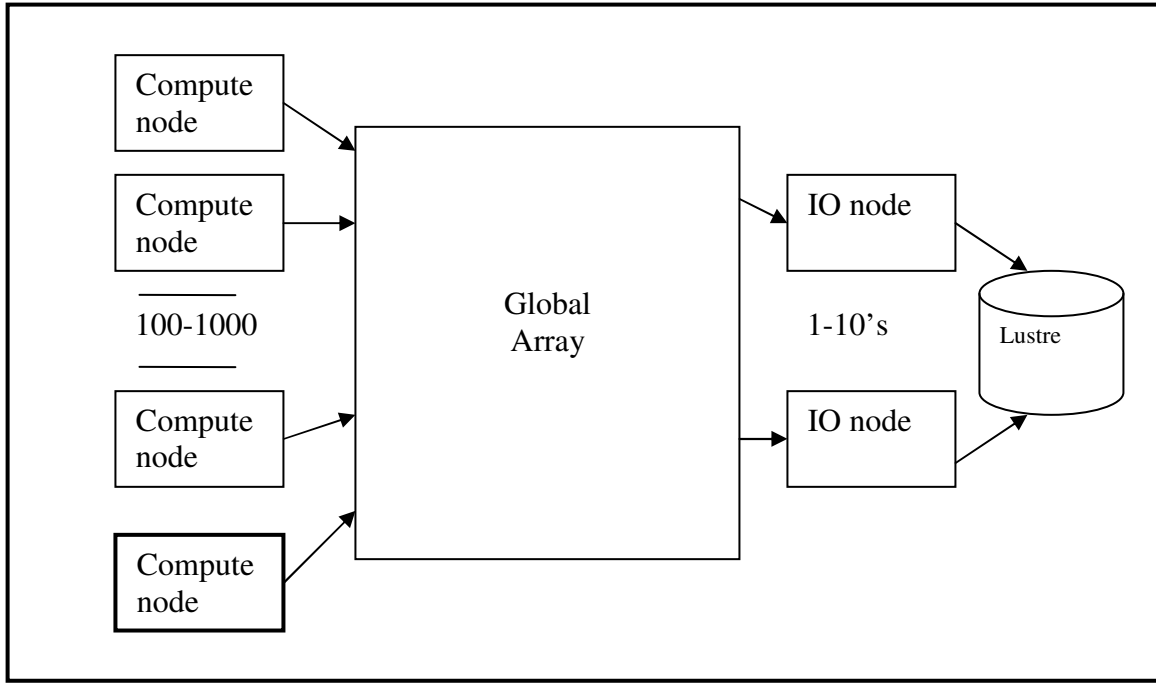 Compute
node
Compute
node
100-1000
Compute
node
Compute
node
Global
Array
IO node
1-10’s
IO node
Lustre